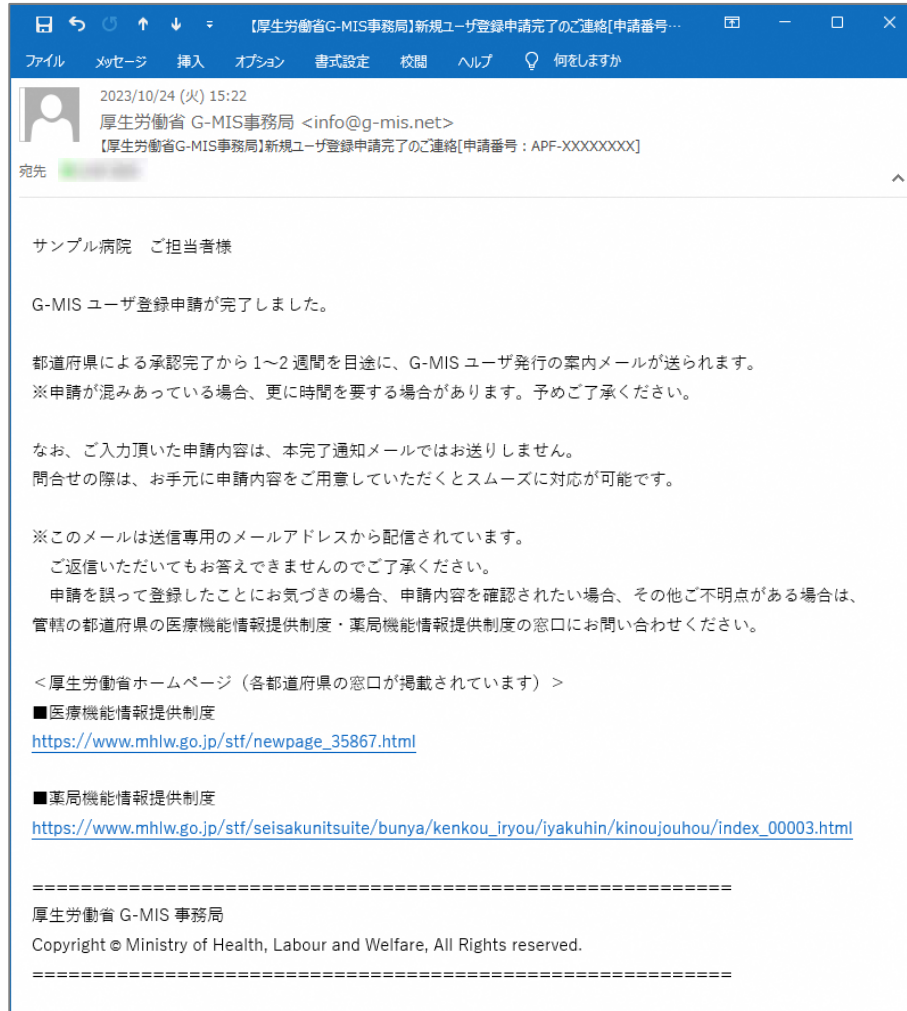 【厚生労働省G-MIS事務局】新規ユーザ登録申請完了のご連絡[申請番号…
ファイル メッセージ 挿入 オプション 書式設定 校閲 ヘルプ 何をしますか
2023/10/24 (火) 15:22
厚生労働省 G-MIS事務局 <info@g-mis.net>
【厚生労働省G-MIS事務局】新規ユーザ登録申請完了のご連絡[申請番号：APF-XXXXXXXX]
宛先
サンプル病院　ご担当者様
G-MIS ユーザ登録申請が完了しました。
都道府県による承認完了から 1～2 週間を目途に、G-MIS ユーザ発行の案内メールが送られます。
※申請が混みあっている場合、更に時間を要する場合があります。予めご了承ください。
なお、ご入力頂いた申請内容は、本完了通知メールではお送りしません。
問合せの際は、お手元に申請内容をご用意していただくとスムーズに対応が可能です。
※このメールは送信専用のメールアドレスから配信されています。
ご返信いただいてもお答えできませんのでご了承ください。
申請を誤って登録したことにお気づきの場合、申請内容を確認されたい場合、その他ご不明点がある場合は、
管轄の都道府県の医療機能情報提供制度・薬局機能情報提供制度の窓口にお問い合わせください。
＜厚生労働省ホームページ（各都道府県の窓口が掲載されています）＞
■医療機能情報提供制度
https://www.mhlw.go.jp/stf/newpage_35867.html
■薬局機能情報提供制度
https://www.mhlw.go.jp/stf/seisakunitsuite/bunya/kenkou_iryou/iyakuhin/kinoujouhou/index_00003.html
==========================================================
厚生労働省 G-MIS 事務局
Copyright © Ministry of Health, Labour and Welfare, All Rights reserved.
==========================================================